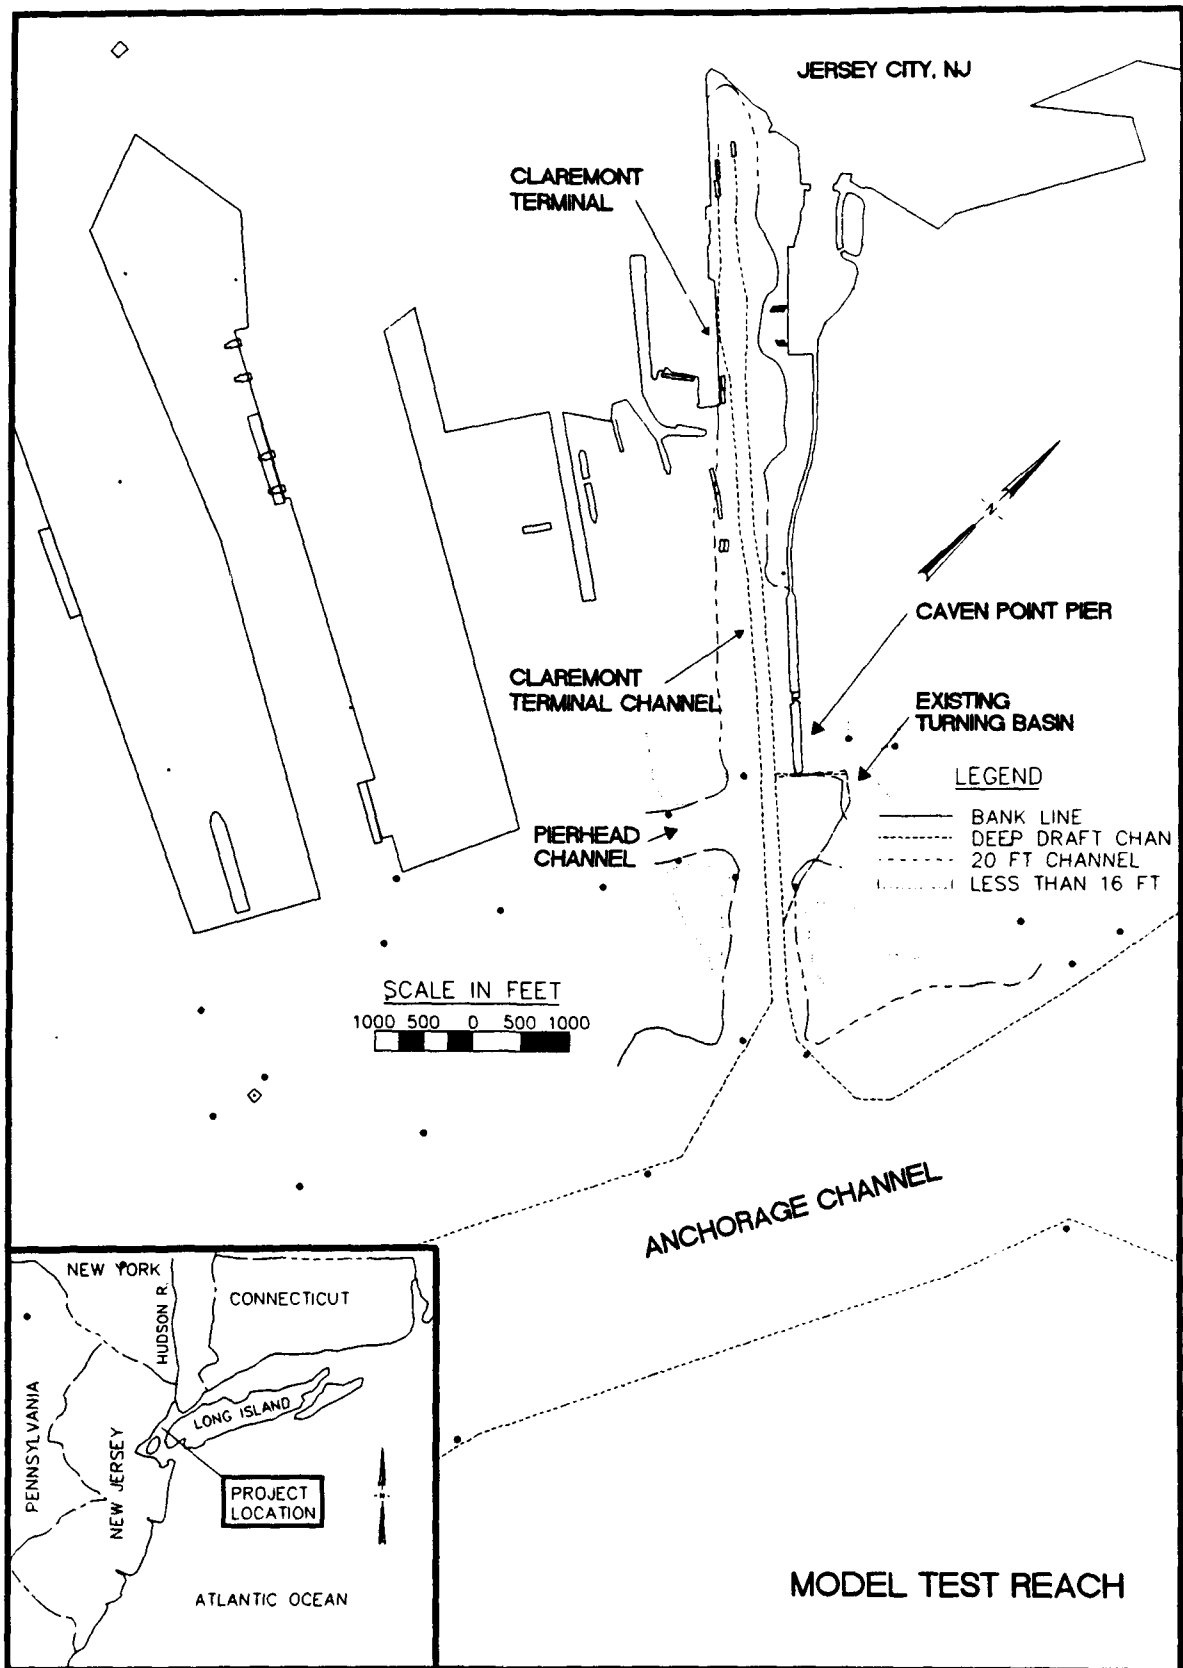 JERSEY CITY, NJ
CLAREMONT
TERMINAL
N
CAVEN POINT PIER
CLAREMONT
TERMINAL CHANNEL
EXISTING
TURNING BASIN
LEGEND
BANK LINE
DEEP DRAFT CHAN
20 FT CHANNEL
LESS THAN 16 FT
PIERHEAD
CHANNEL
SCALE IN FEET
1000 500 0 500 1000
ANCHORAGE CHANNEL
NEW YORK
HUDSON R.
CONNECTICUT
PENNSYLVANIA
LONG ISLAND
NEW JERSEY
PROJECT
LOCATION
ATLANTIC OCEAN
MODEL TEST REACH